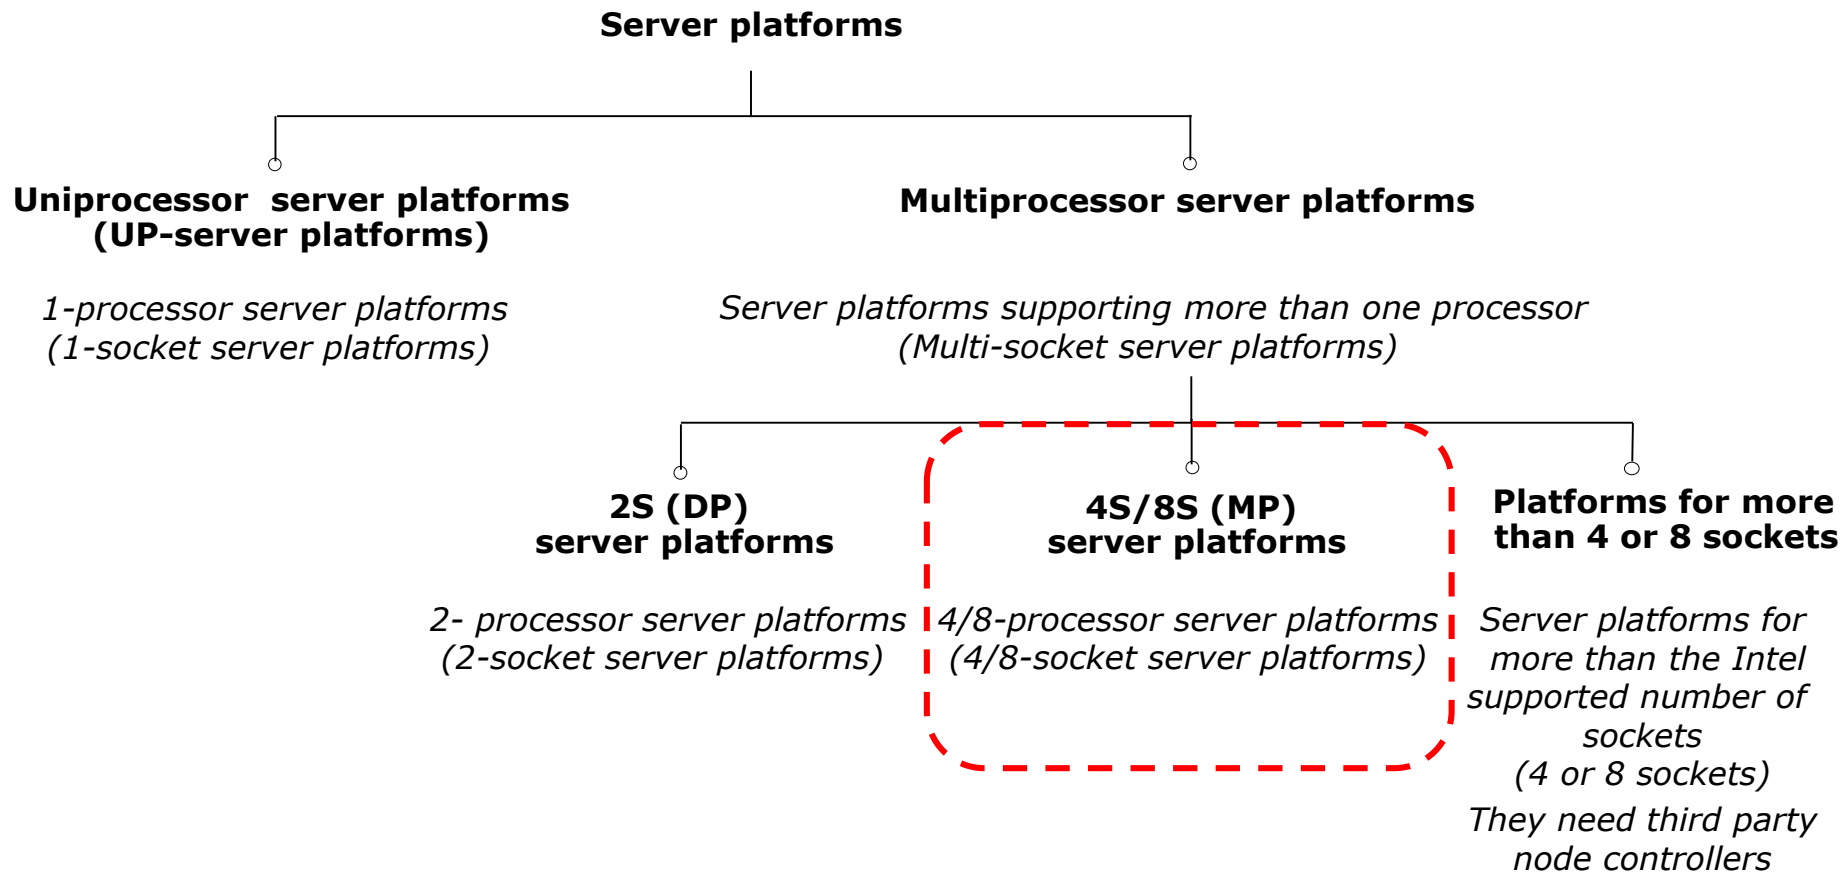 Server platforms
Uniprocessor server platforms
(UP-server platforms)
Multiprocessor server platforms
1-processor server platforms
(1-socket server platforms)
Server platforms supporting more than one processor
(Multi-socket server platforms)
2S (DP)
server platforms
4S/8S (MP)
server platforms
Platforms for more
than 4 or 8 sockets
2- processor server platforms
(2-socket server platforms)
4/8-processor server platforms
(4/8-socket server platforms)
Server platforms for
more than the Intel
supported number of
sockets
(4 or 8 sockets)
They need third party
node controllers